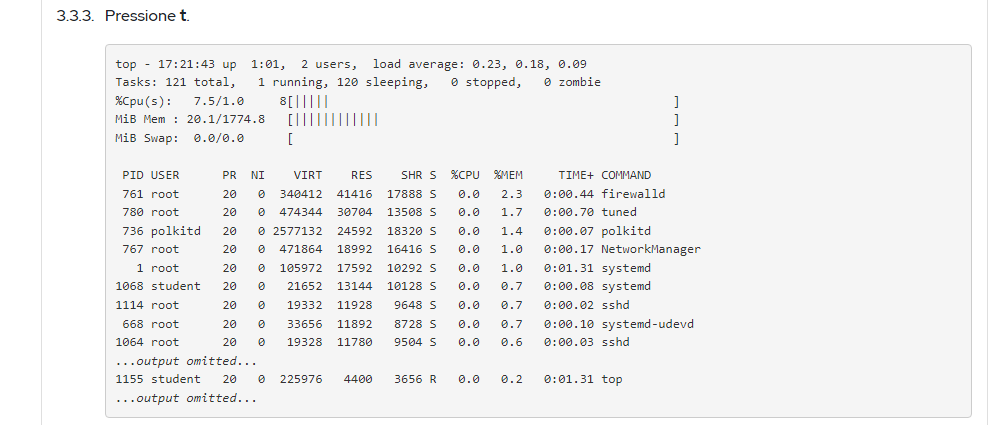 3.3.3. Pressione t.
top - 17:21:43 up  1:01,  2 users,  load average: 0.23, 0.18, 0.09
Tasks: 121 total,   1 running, 120 sleeping,   0 stopped,   0 zombie
%Cpu(s):   7.5/1.0     8[|||||                                                ]
MiB Mem : 20.1/1774.8   [||||||||||||                                         ]
MiB Swap:  0.0/0.0      [                                                     ]
 PID USER      PR  NI    VIRT    RES    SHR S  %CPU  %MEM     TIME+ COMMAND
 761 root      20   0  340412  41416  17888 S   0.0   2.3   0:00.44 firewalld
 780 root      20   0  474344  30704  13508 S   0.0   1.7   0:00.70 tuned
 736 polkitd   20   0 2577132  24592  18320 S   0.0   1.4   0:00.07 polkitd
 767 root      20   0  471864  18992  16416 S   0.0   1.0   0:00.17 NetworkManager
   1 root      20   0  105972  17592  10292 S   0.0   1.0   0:01.31 systemd
1068 student   20   0   21652  13144  10128 S   0.0   0.7   0:00.08 systemd
1114 root      20   0   19332  11928   9648 S   0.0   0.7   0:00.02 sshd
 668 root      20   0   33656  11892   8728 S   0.0   0.7   0:00.10 systemd-udevd
1064 root      20   0   19328  11780   9504 S   0.0   0.6   0:00.03 sshd
...output omitted...
1155 student   20   0  225976   4400   3656 R   0.0   0.2   0:01.31 top
...output omitted...